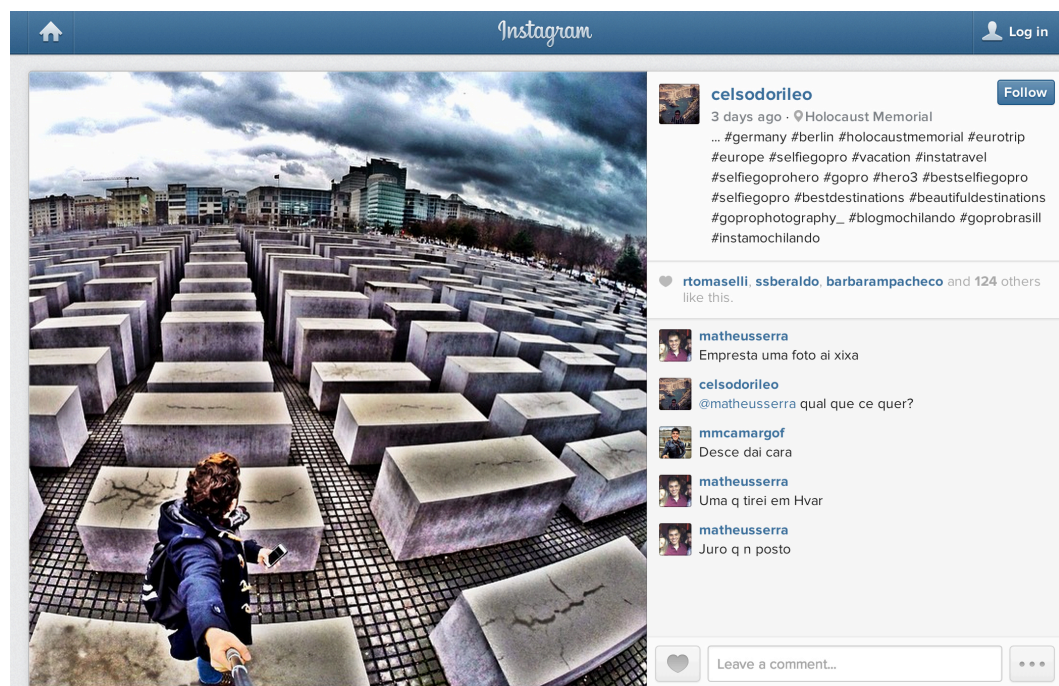 Instagram
Log in
celsodorileo
Follow
3 days ago · Holocaust Memorial
... #germany #berlin #holocaustmemorial #eurotrip
#europe #selfiegopro #vacation #instatravel
#selfiegoprohero #gopro #hero3 #bestselfiegopro
#selfiegopro #bestdestinations #beautifuldestinations
#goprophotography_ #blogmochilando #goprobrasill
#instamochilando
rtomaselli, ssberaldo, barbarampacheco and 124 others
like this.
matheusserra
Empresta uma foto ai xixa
celsodorileo
@matheusserra qual que ce quer?
mmcamargof
Desce dai cara
matheusserra
Uma q tirei em Hvar
matheusserra
Juro q n posto
Leave a comment...